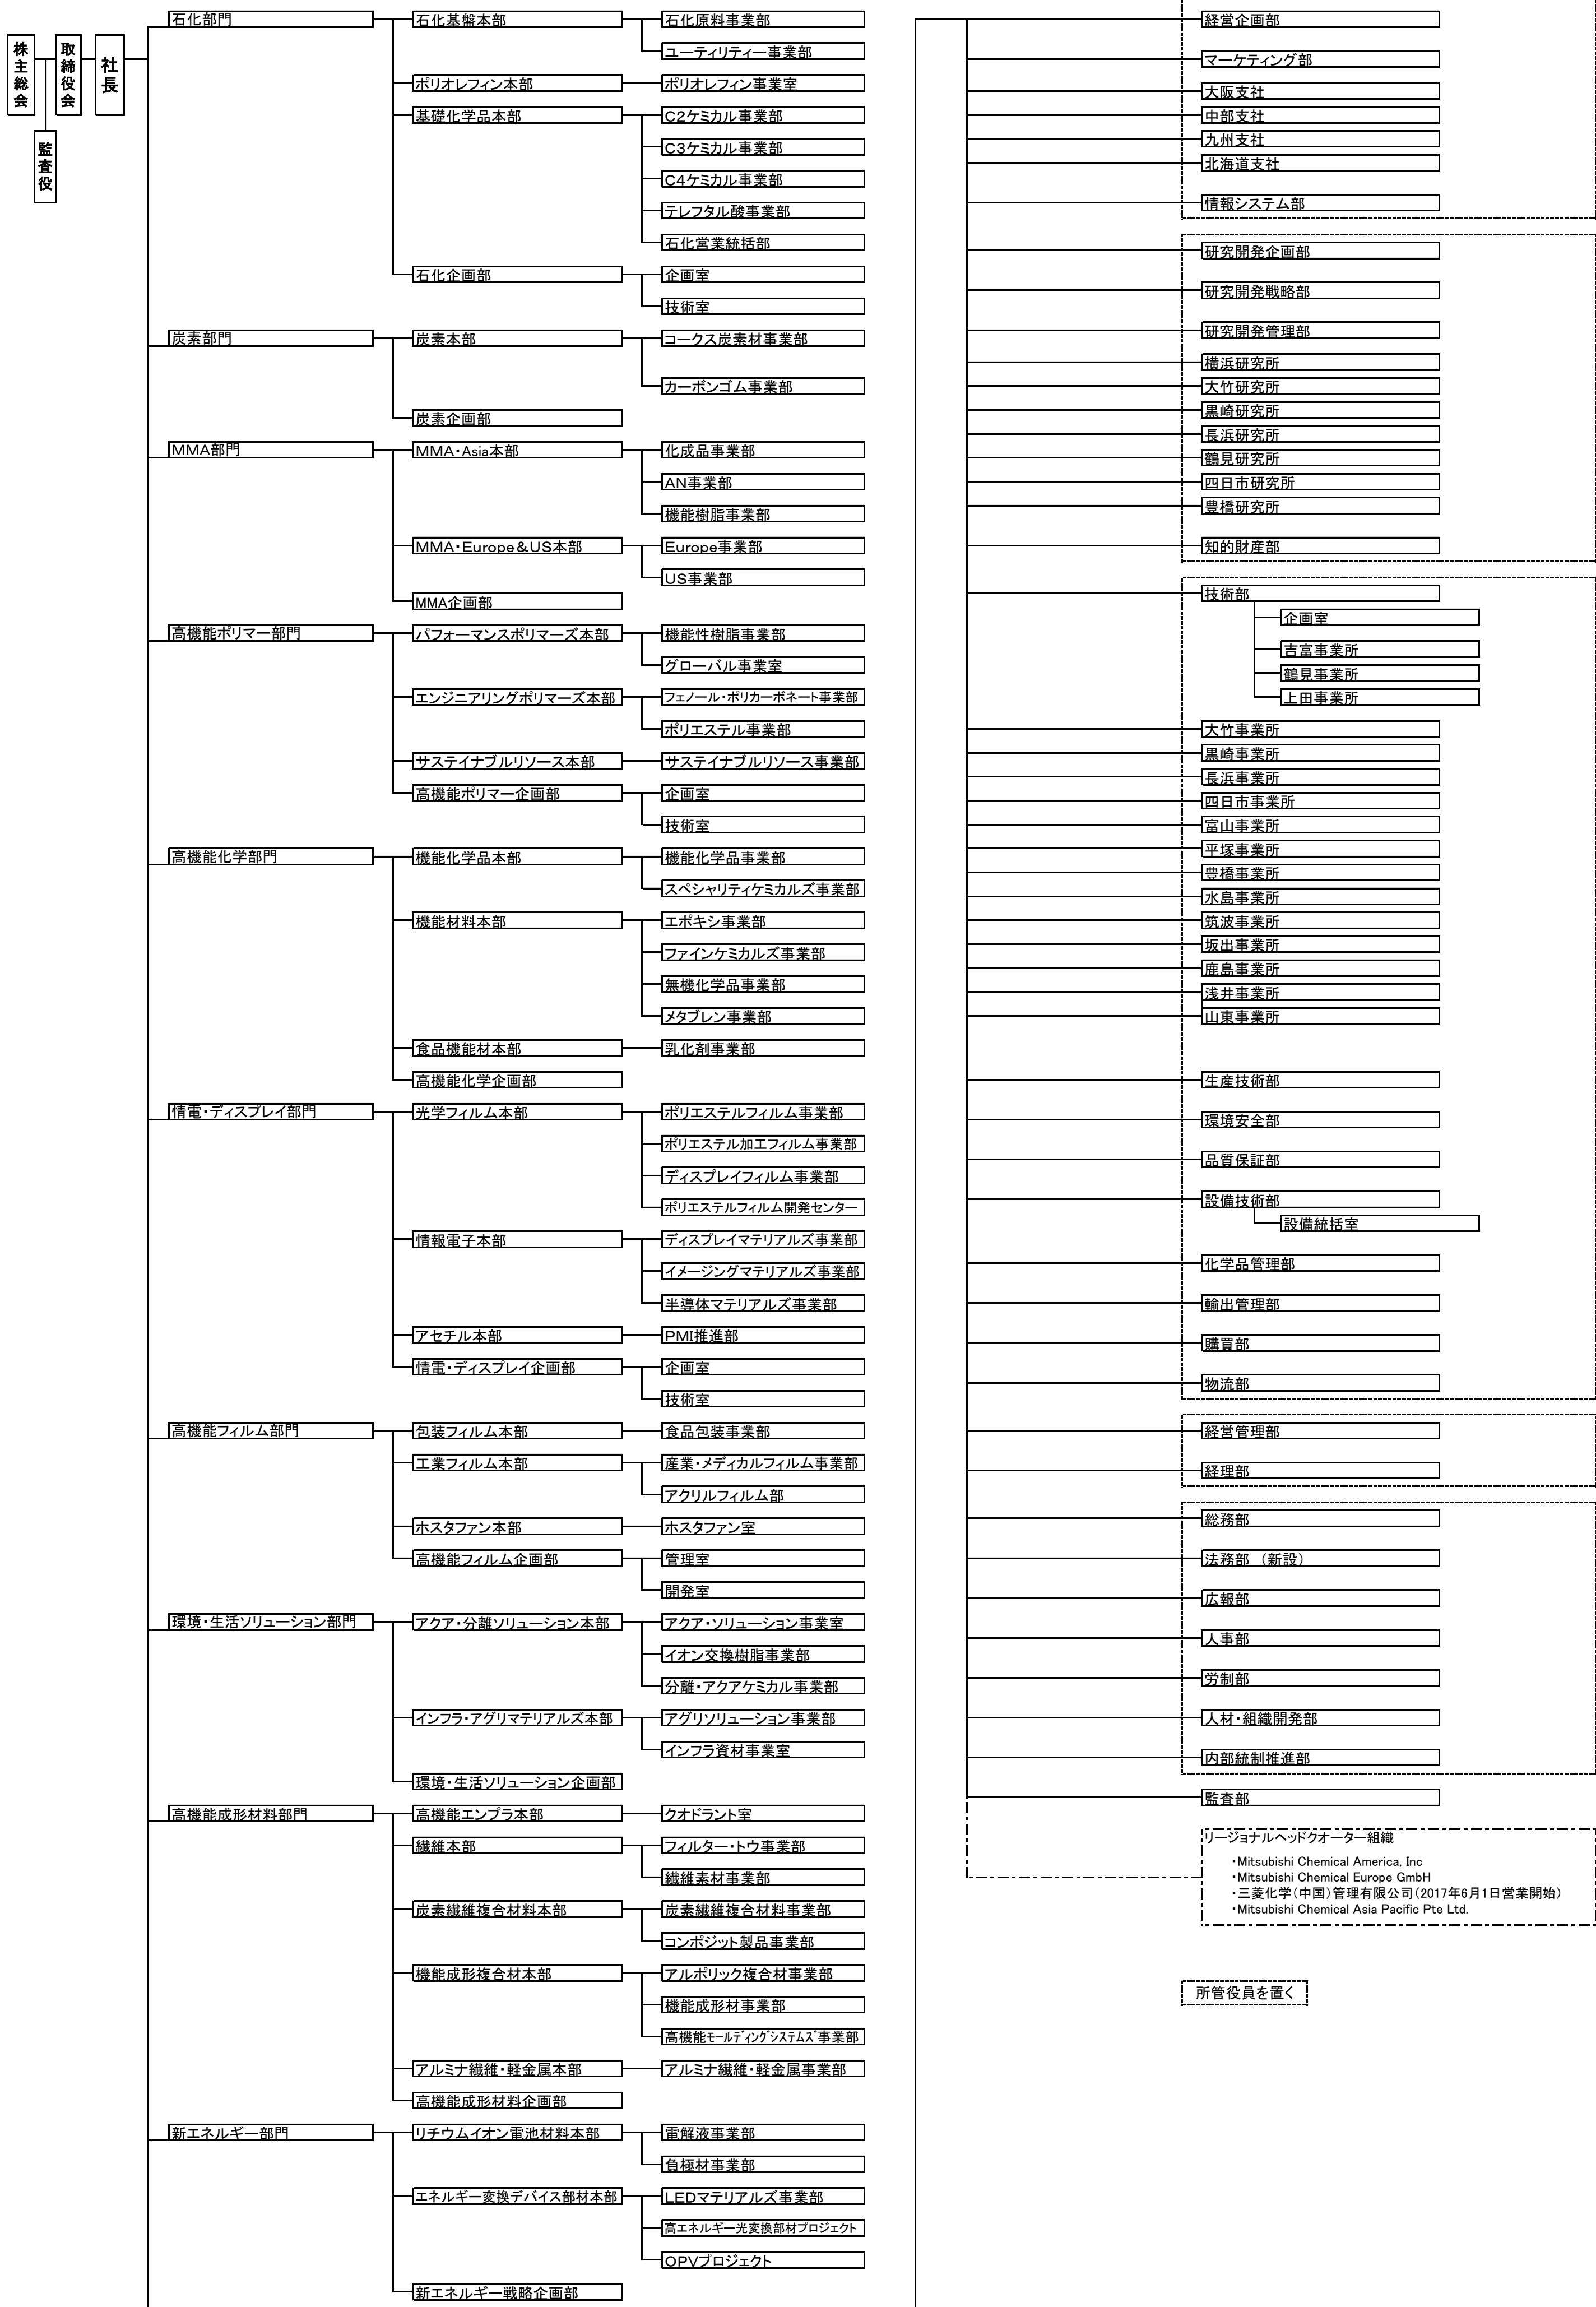 株主総会
取締役会
社長
監査役
石化部門
石化基盤本部
石化原料事業部
ユーティリティー事業部
ポリオレフィン本部
ポリオレフィン事業室
基礎化学品本部
C2ケミカル事業部
C3ケミカル事業部
C4ケミカル事業部
テレフタル酸事業部
石化営業統括部
石化企画部
企画室
技術室
炭素部門
炭素本部
コークス炭素材事業部
カーボンゴム事業部
炭素企画部
MMA部門
MMA・Asia本部
化成品事業部
AN事業部
機能樹脂事業部
MMA・Europe&US本部
Europe事業部
US事業部
MMA企画部
高機能ポリマー部門
パフォーマンスポリマーズ本部
機能性樹脂事業部
グローバル事業室
エンジニアリングポリマーズ本部
フェノール・ポリカーボネート事業部
ポリエステル事業部
サステイナブルリソース本部
サステイナブルリソース事業部
高機能ポリマー企画部
企画室
技術室
高機能化学部門
機能化学品本部
機能化学品事業部
スペシャリティケミカルズ事業部
機能材料本部
エポキシ事業部
ファインケミカルズ事業部
無機化学品事業部
メタブレン事業部
食品機能材本部
乳化剤事業部
高機能化学企画部
情電・ディスプレイ部門
光学フィルム本部
ポリエステルフィルム事業部
ポリエステル加工フィルム事業部
ディスプレイフィルム事業部
ポリエステルフィルム開発センター
情報電子本部
ディスプレイマテリアルズ事業部
イメージングマテリアルズ事業部
半導体マテリアルズ事業部
アセチル本部
PMI推進部
情電・ディスプレイ企画部
企画室
技術室
高機能フィルム部門
包装フィルム本部
食品包装事業部
工業フィルム本部
産業・メディカルフィルム事業部
アクリルフィルム部
ホスタファン本部
ホスタファン室
高機能フィルム企画部
管理室
開発室
環境・生活ソリューション部門
アクア・分離ソリューション本部
アクア・ソリューション事業室
イオン交換樹脂事業部
分離・アクアケミカル事業部
インフラ・アグリマテリアルズ本部
アグリソリューション事業部
インフラ資材事業室
環境・生活ソリューション企画部
高機能成形材料部門
高機能エンプラ本部
クオドラント室
繊維本部
フィルター・トウ事業部
繊維素材事業部
炭素繊維複合材料本部
炭素繊維複合材料事業部
コンポジット製品事業部
機能成形複合材本部
アルポリック複合材事業部
機能成形材事業部
高機能ﾓｰﾙﾃﾞｨﾝｸﾞｼｽﾃﾑｽﾞ事業部
アルミナ繊維・軽金属本部
アルミナ繊維・軽金属事業部
高機能成形材料企画部
新エネルギー部門
リチウムイオン電池材料本部
電解液事業部
負極材事業部
エネルギー変換デバイス部材本部
LEDマテリアルズ事業部
高エネルギー光変換部材プロジェクト
OPVプロジェクト
新エネルギー戦略企画部
経営企画部
マーケティング部
大阪支社
中部支社
九州支社
北海道支社
情報システム部
研究開発企画部
研究開発戦略部
研究開発管理部
横浜研究所
大竹研究所
黒崎研究所
長浜研究所
鶴見研究所
四日市研究所
豊橋研究所
知的財産部
技術部
企画室
吉富事業所
鶴見事業所
上田事業所
大竹事業所
黒崎事業所
長浜事業所
四日市事業所
富山事業所
平塚事業所
豊橋事業所
水島事業所
筑波事業所
坂出事業所
鹿島事業所
浅井事業所
山東事業所
生産技術部
環境安全部
品質保証部
設備技術部
設備統括室
化学品管理部
輸出管理部
購買部
物流部
経営管理部
経理部
総務部
法務部 (新設)
広報部
人事部
労制部
人材・組織開発部
内部統制推進部
監査部
リージョナルヘッドクオーター組織
・Mitsubishi Chemical America, Inc
・Mitsubishi Chemical Europe GmbH
・三菱化学(中国)管理有限公司(2017年6月1日営業開始)
・Mitsubishi Chemical Asia Pacific Pte Ltd.
所管役員を置く